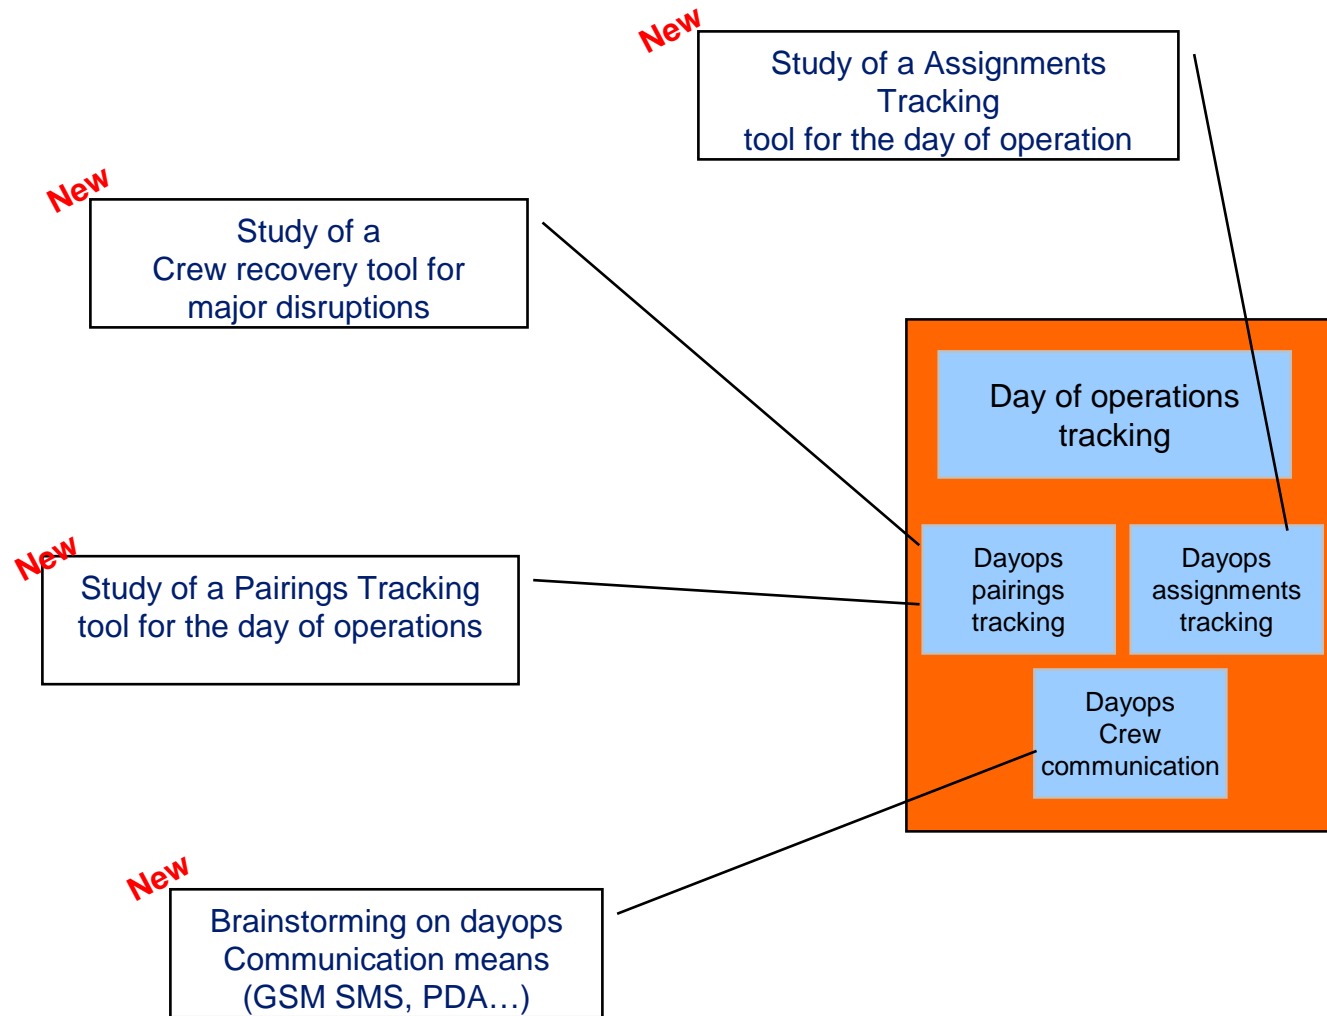 New
Study of a Assignments
Tracking
tool for the day of operation
New
Study of a
Crew recovery tool for
major disruptions
Day of operations
tracking
New
Study of a Pairings Tracking
tool for the day of operations
Dayops
pairings
tracking
Dayops
assignments
tracking
Dayops
Crew
communication
New
Brainstorming on dayops
Communication means
(GSM SMS, PDA…)